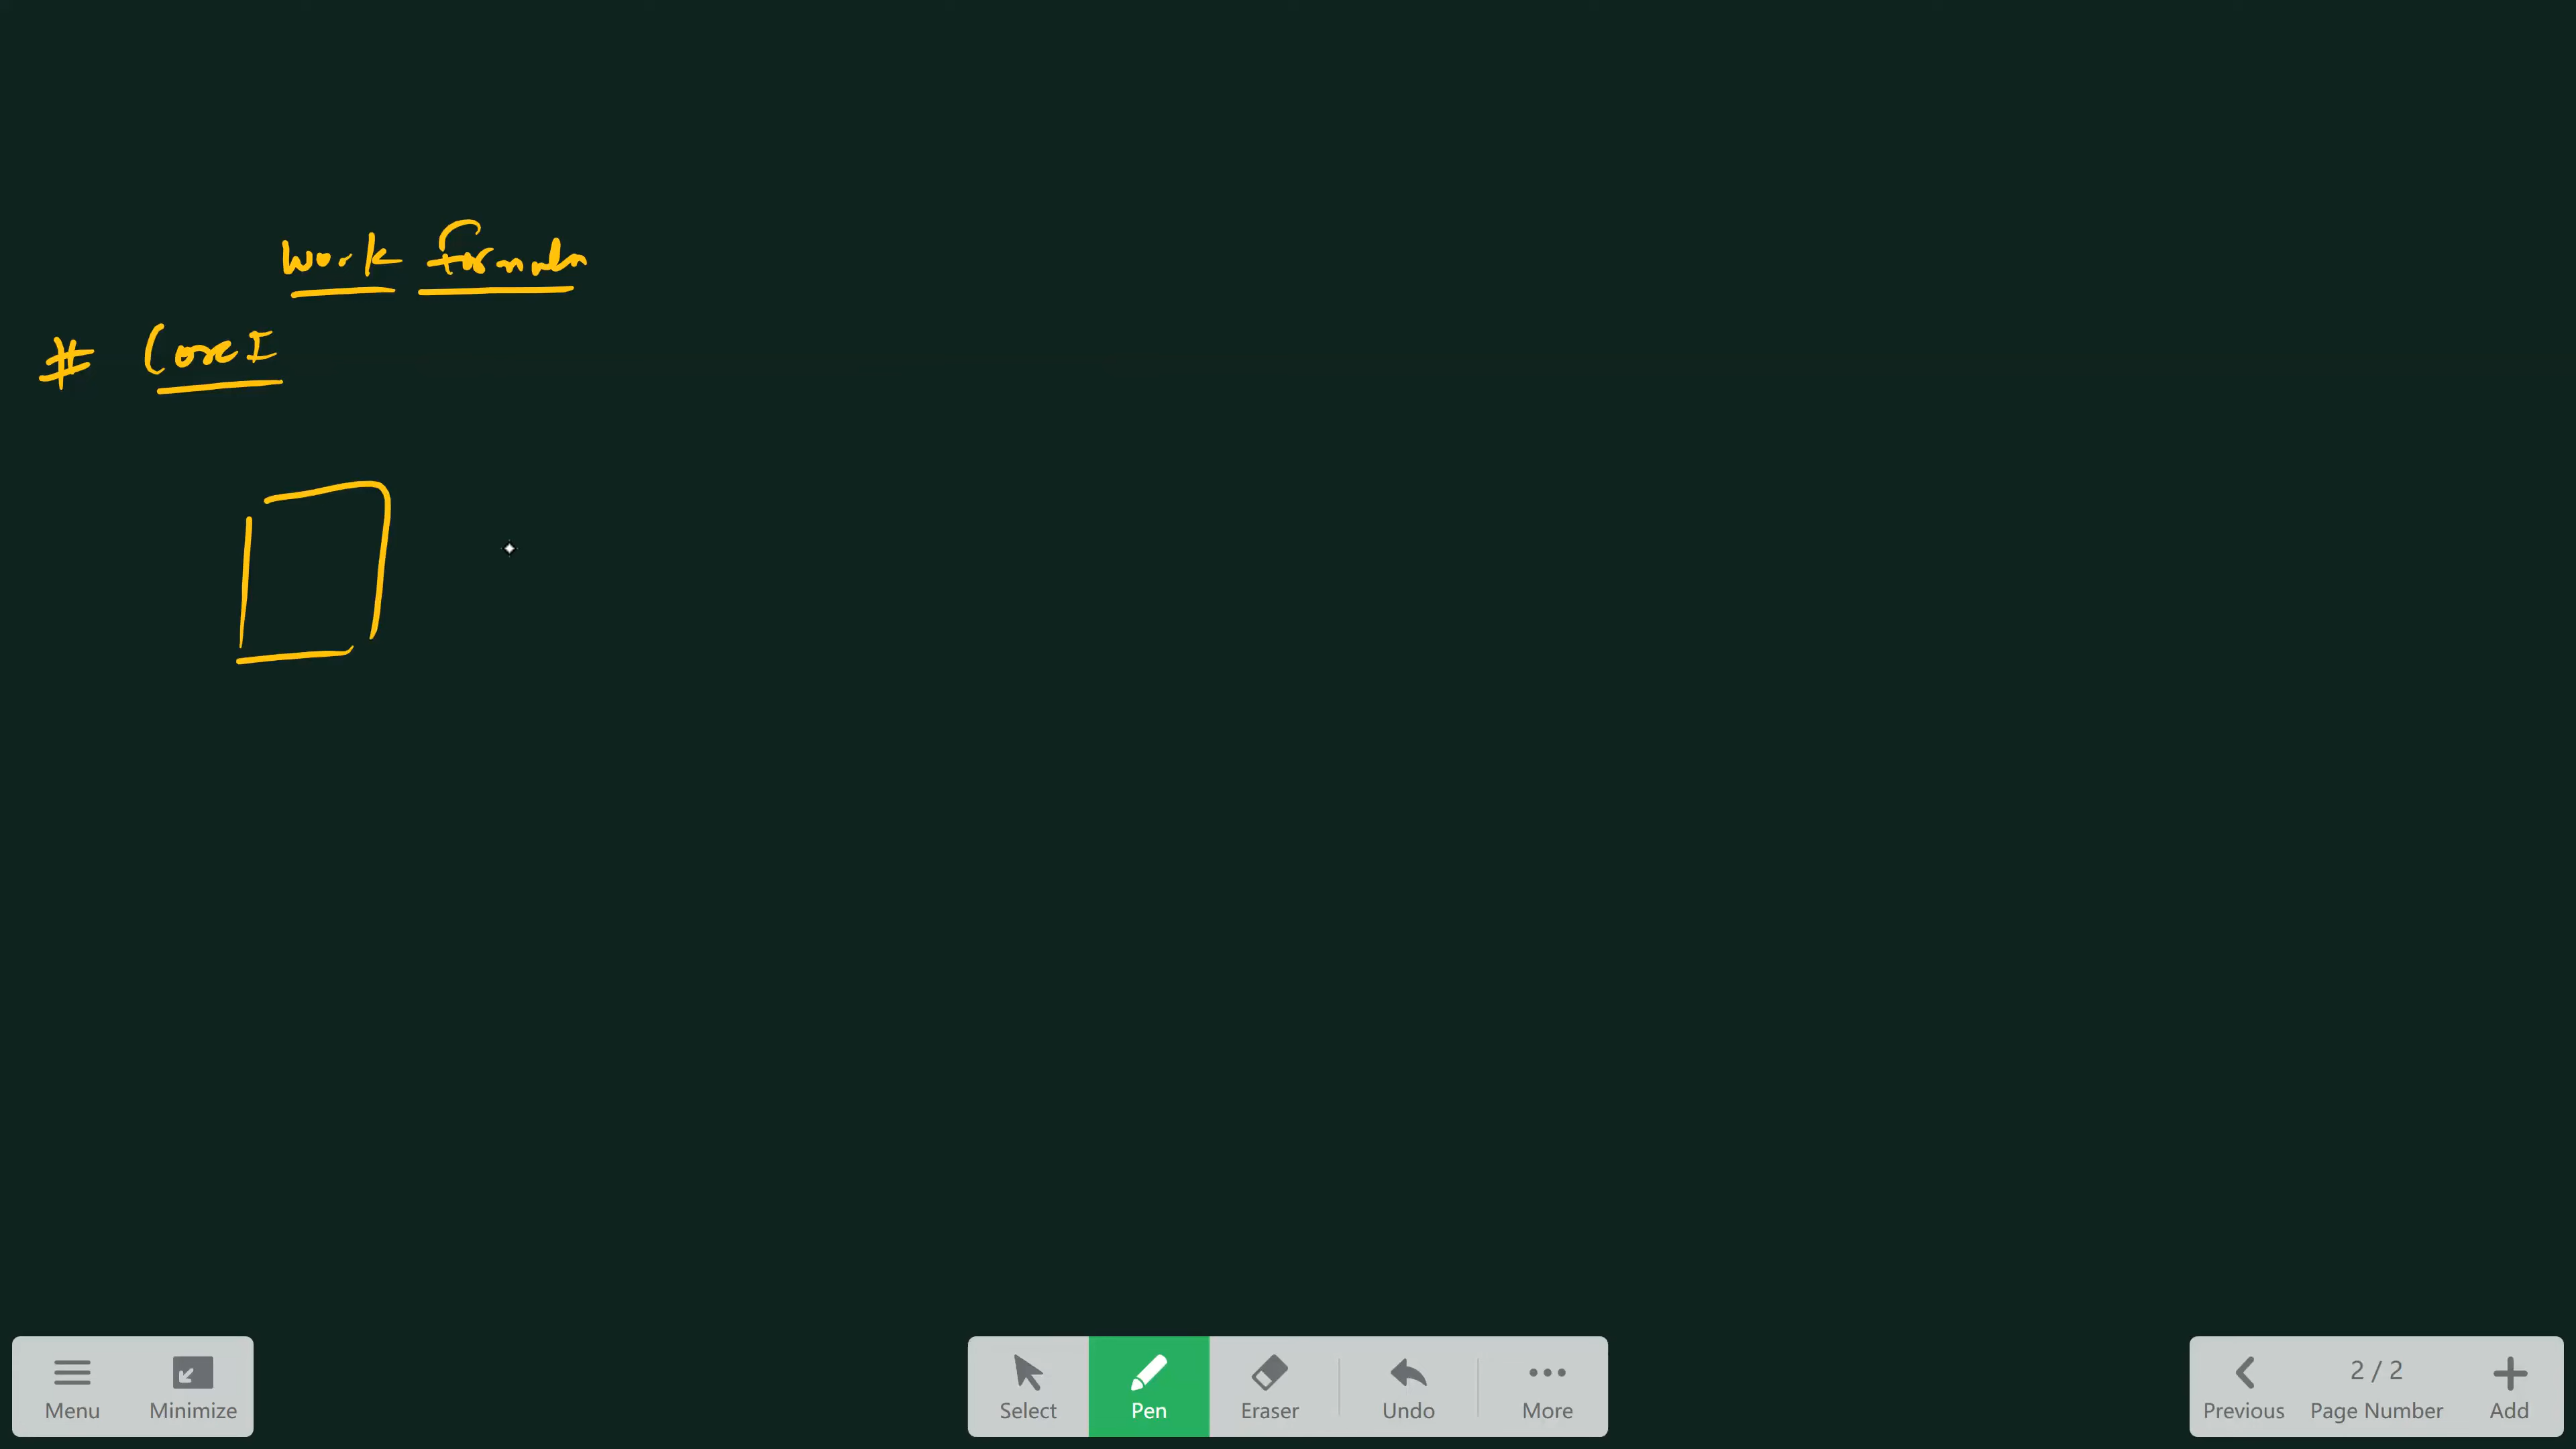 Work formula
# Case I
Menu
Minimize
Select
Pen
Eraser
Undo
More
Previous
2 / 2
Page Number
Add